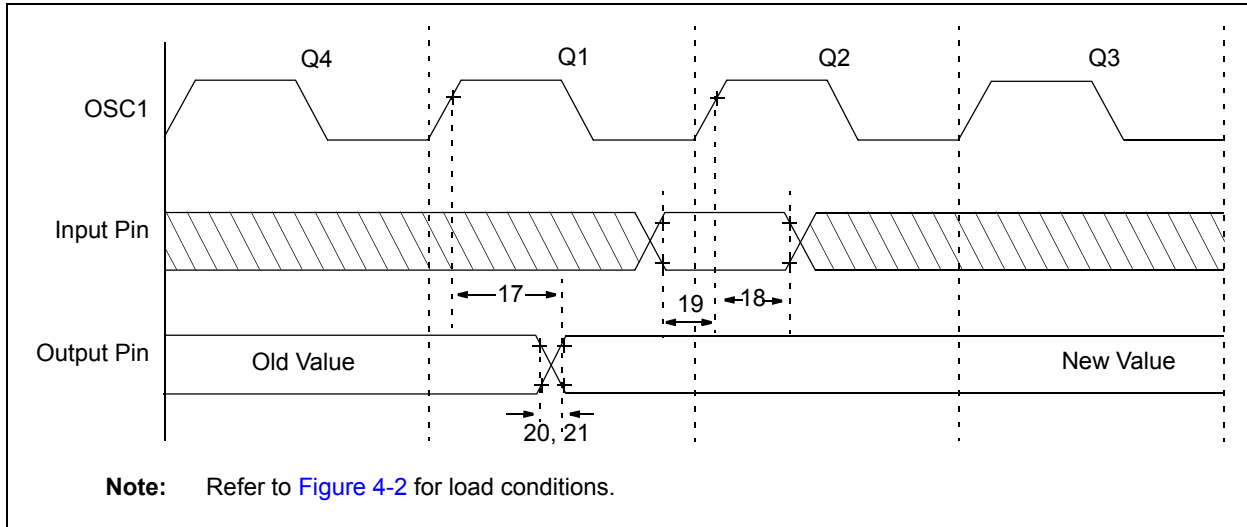 Q4 Q1 Q2 Q3
OSC1
Input Pin
17 19 18
Output Pin
Old Value New Value
20, 21
Note: Refer to Figure 4-2 for load conditions.